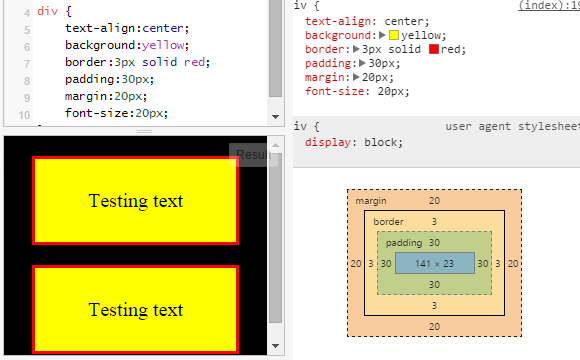 4 div {
5 text-align:center;
6 background:yellow;
7 border:3px solid red;
8 padding:30px;
9 margin:20px;
10 font-size:20px;
Result
Testing text
Testing text
iv { (index):19
text-align: center;
background: yellow;
border: 3px solid red;
padding: 30px;
margin: 20px;
font-size: 20px;
iv { user agent stylesheet
display: block;
margin 20
border 3
padding 30
20 3 30 141 × 23 30 3 20
30
3
20